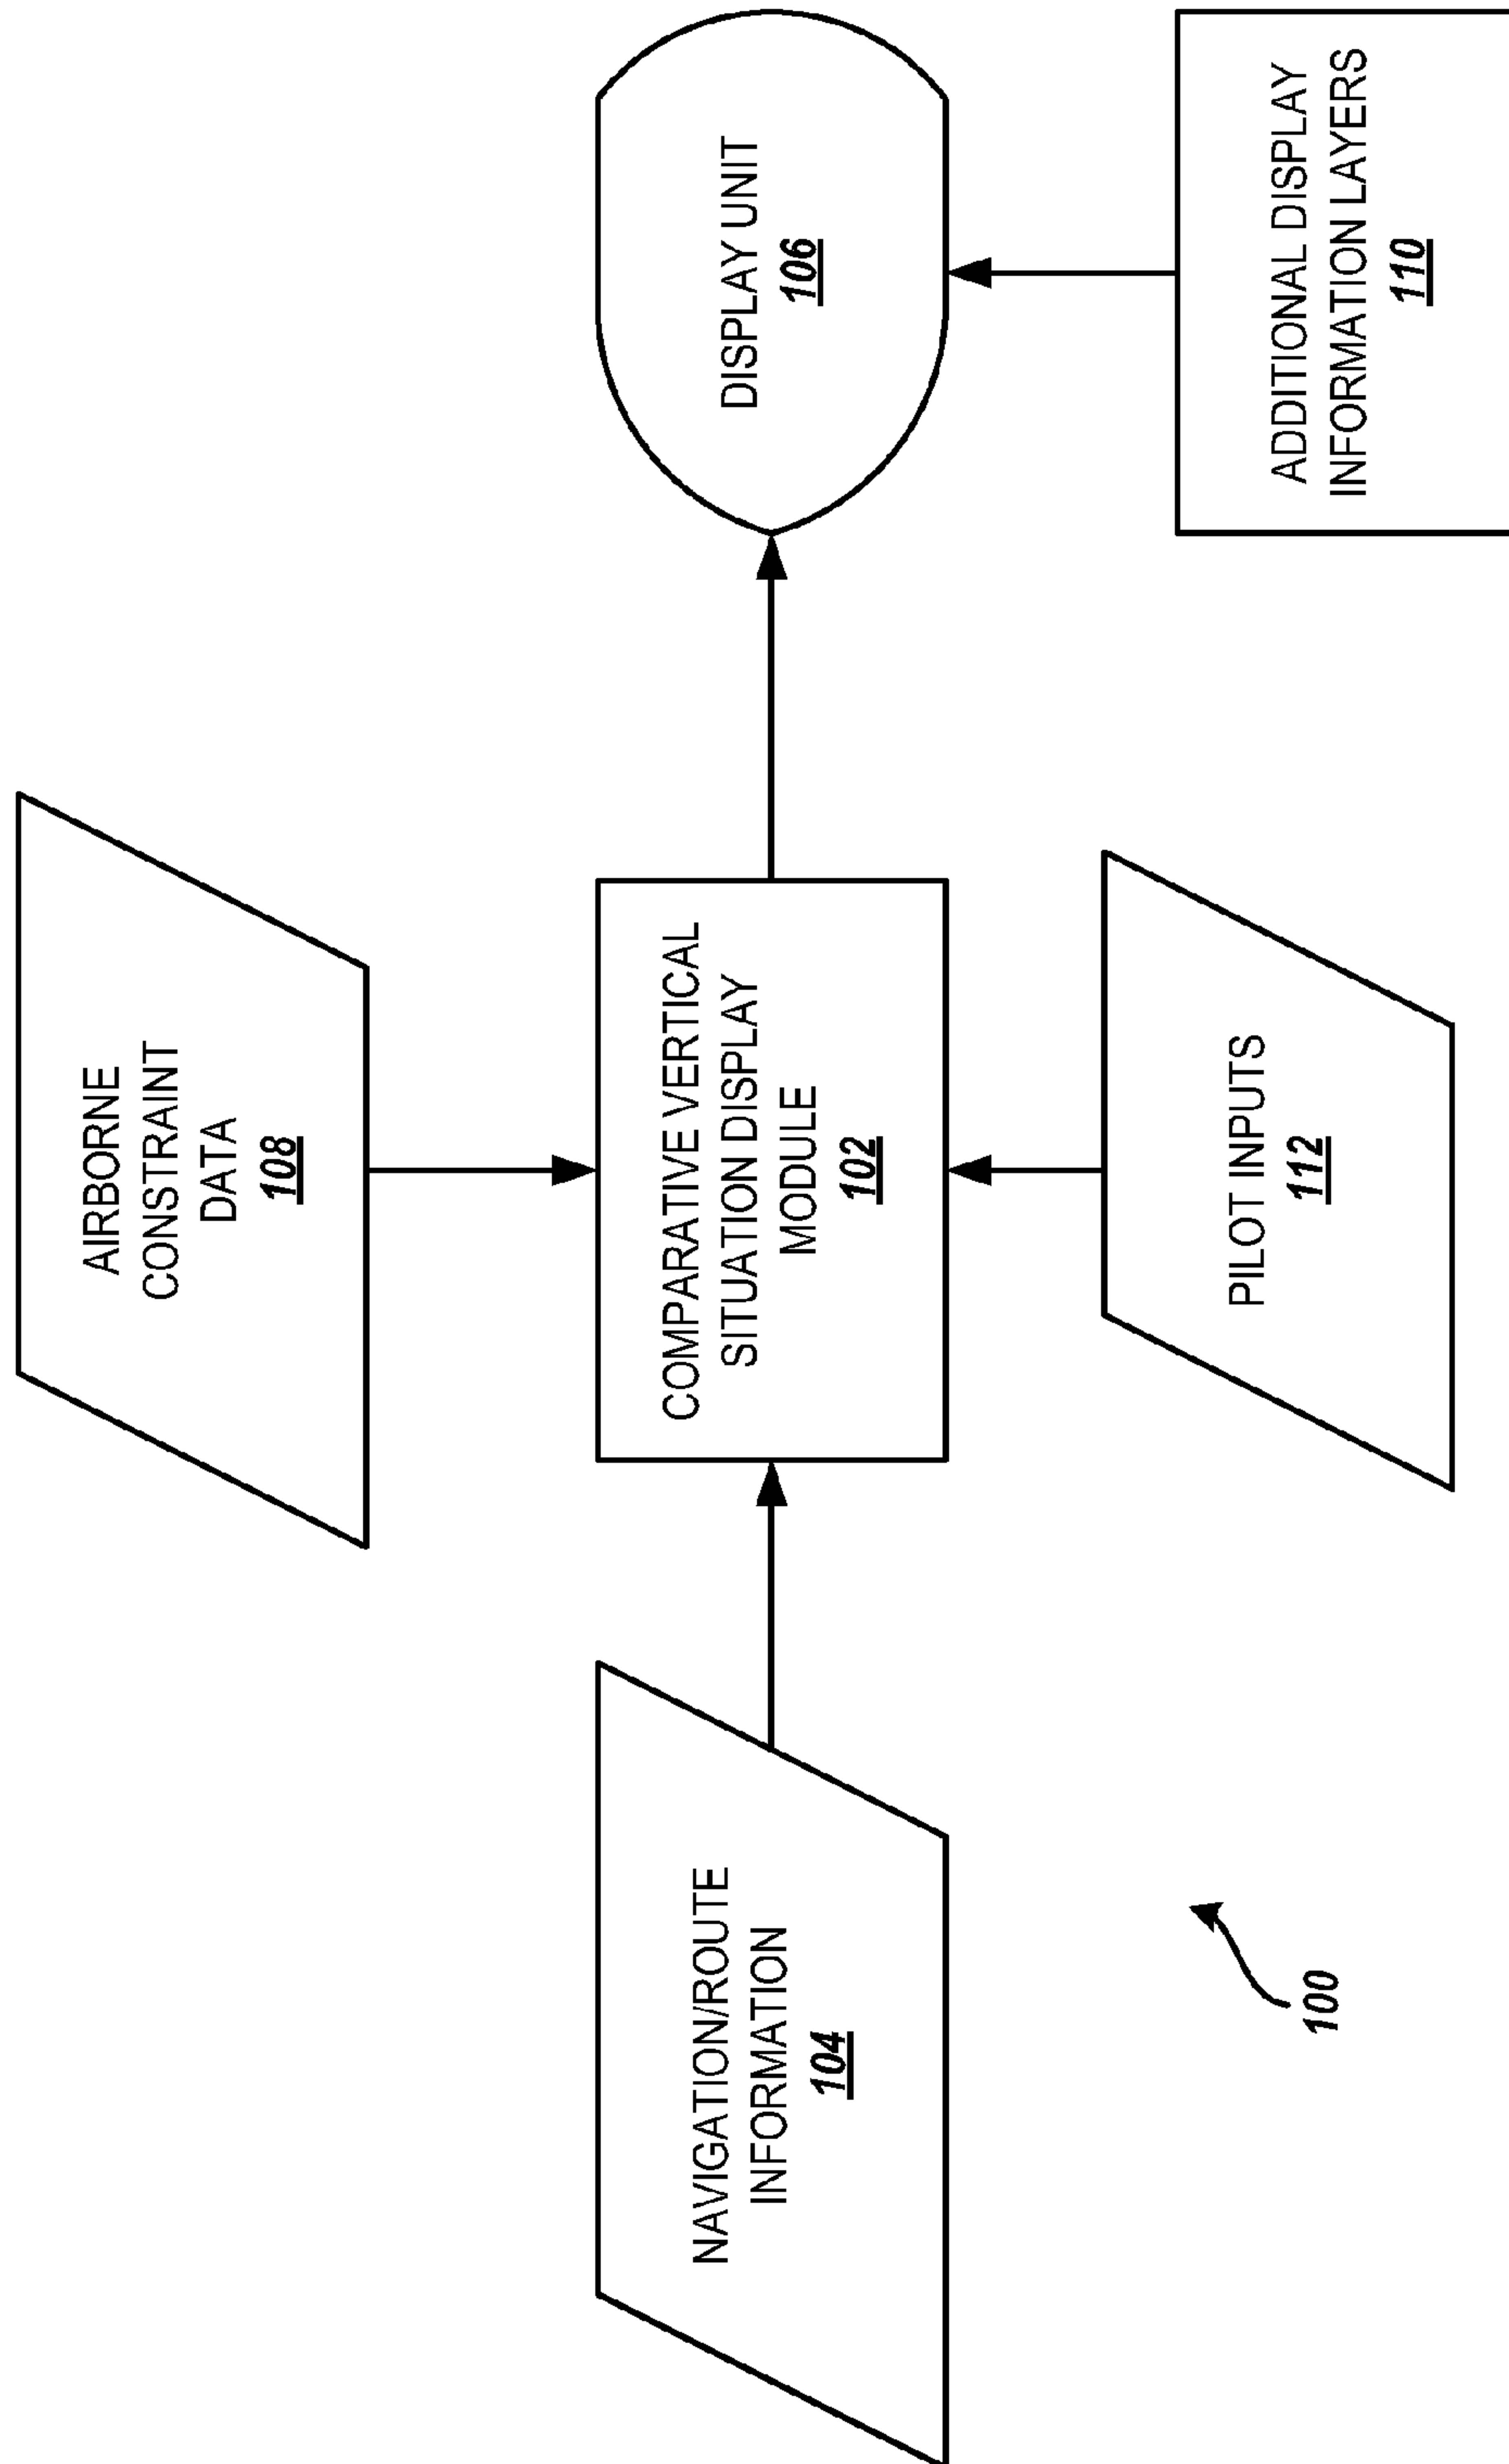 AIRBORNE
CONSTRAINT
DATA
108
NAVIGATION/ROUTE
INFORMATION
104
COMPARATIVE VERTICAL
SITUATION DISPLAY
MODULE
102
DISPLAY UNIT
106
PILOT INPUTS
112
ADDITIONAL DISPLAY
INFORMATION LAYERS
110
100